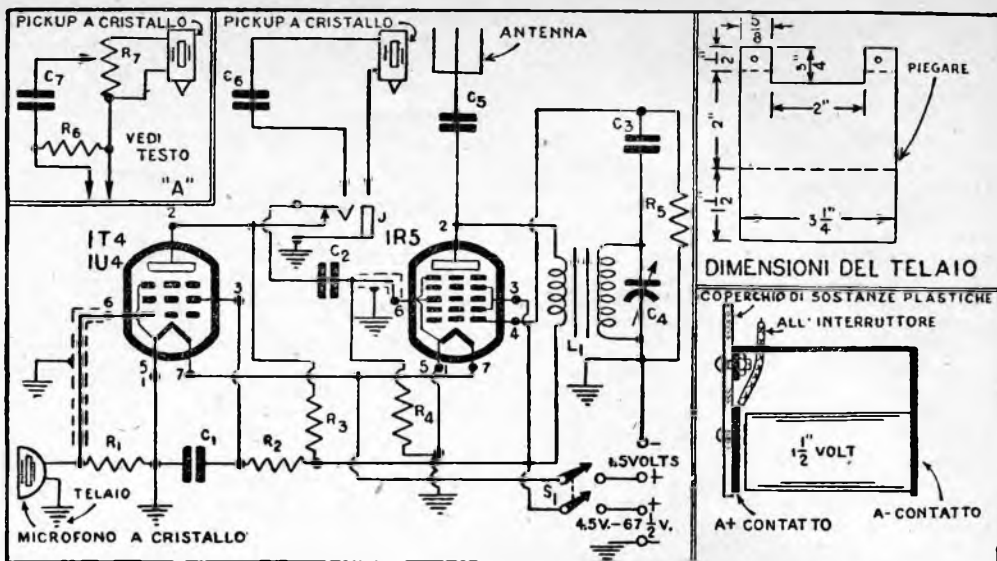 PICKUP A CRISTALLO
C7
R7
R6
VEDI
TESTO
"A"
PICKUP A CRISTALLO
C6
ANTENNA
C5
C3
R5
C4
L1
1T4
1U4
2
3
6
5
1
7
C2
J
1R5
2
3
4
6
5
1
7
R3
R4
R1
C1
R2
S1
TELAIO
MICROFONO A CRISTALLO
-
1.5 VOLTS
+
+
4.5V.-67 1/2 V.
-
5/8"
1/2"
3/4"
2"
2"
PIEGARE
1 1/2"
3 1/4"
DIMENSIONI DEL TELAIO
COPERCHIO DI SOSTANZE PLASTICHE
ALL'INTERRUTTORE
1 1/2" VOLT
A+ CONTATTO
A- CONTATTO